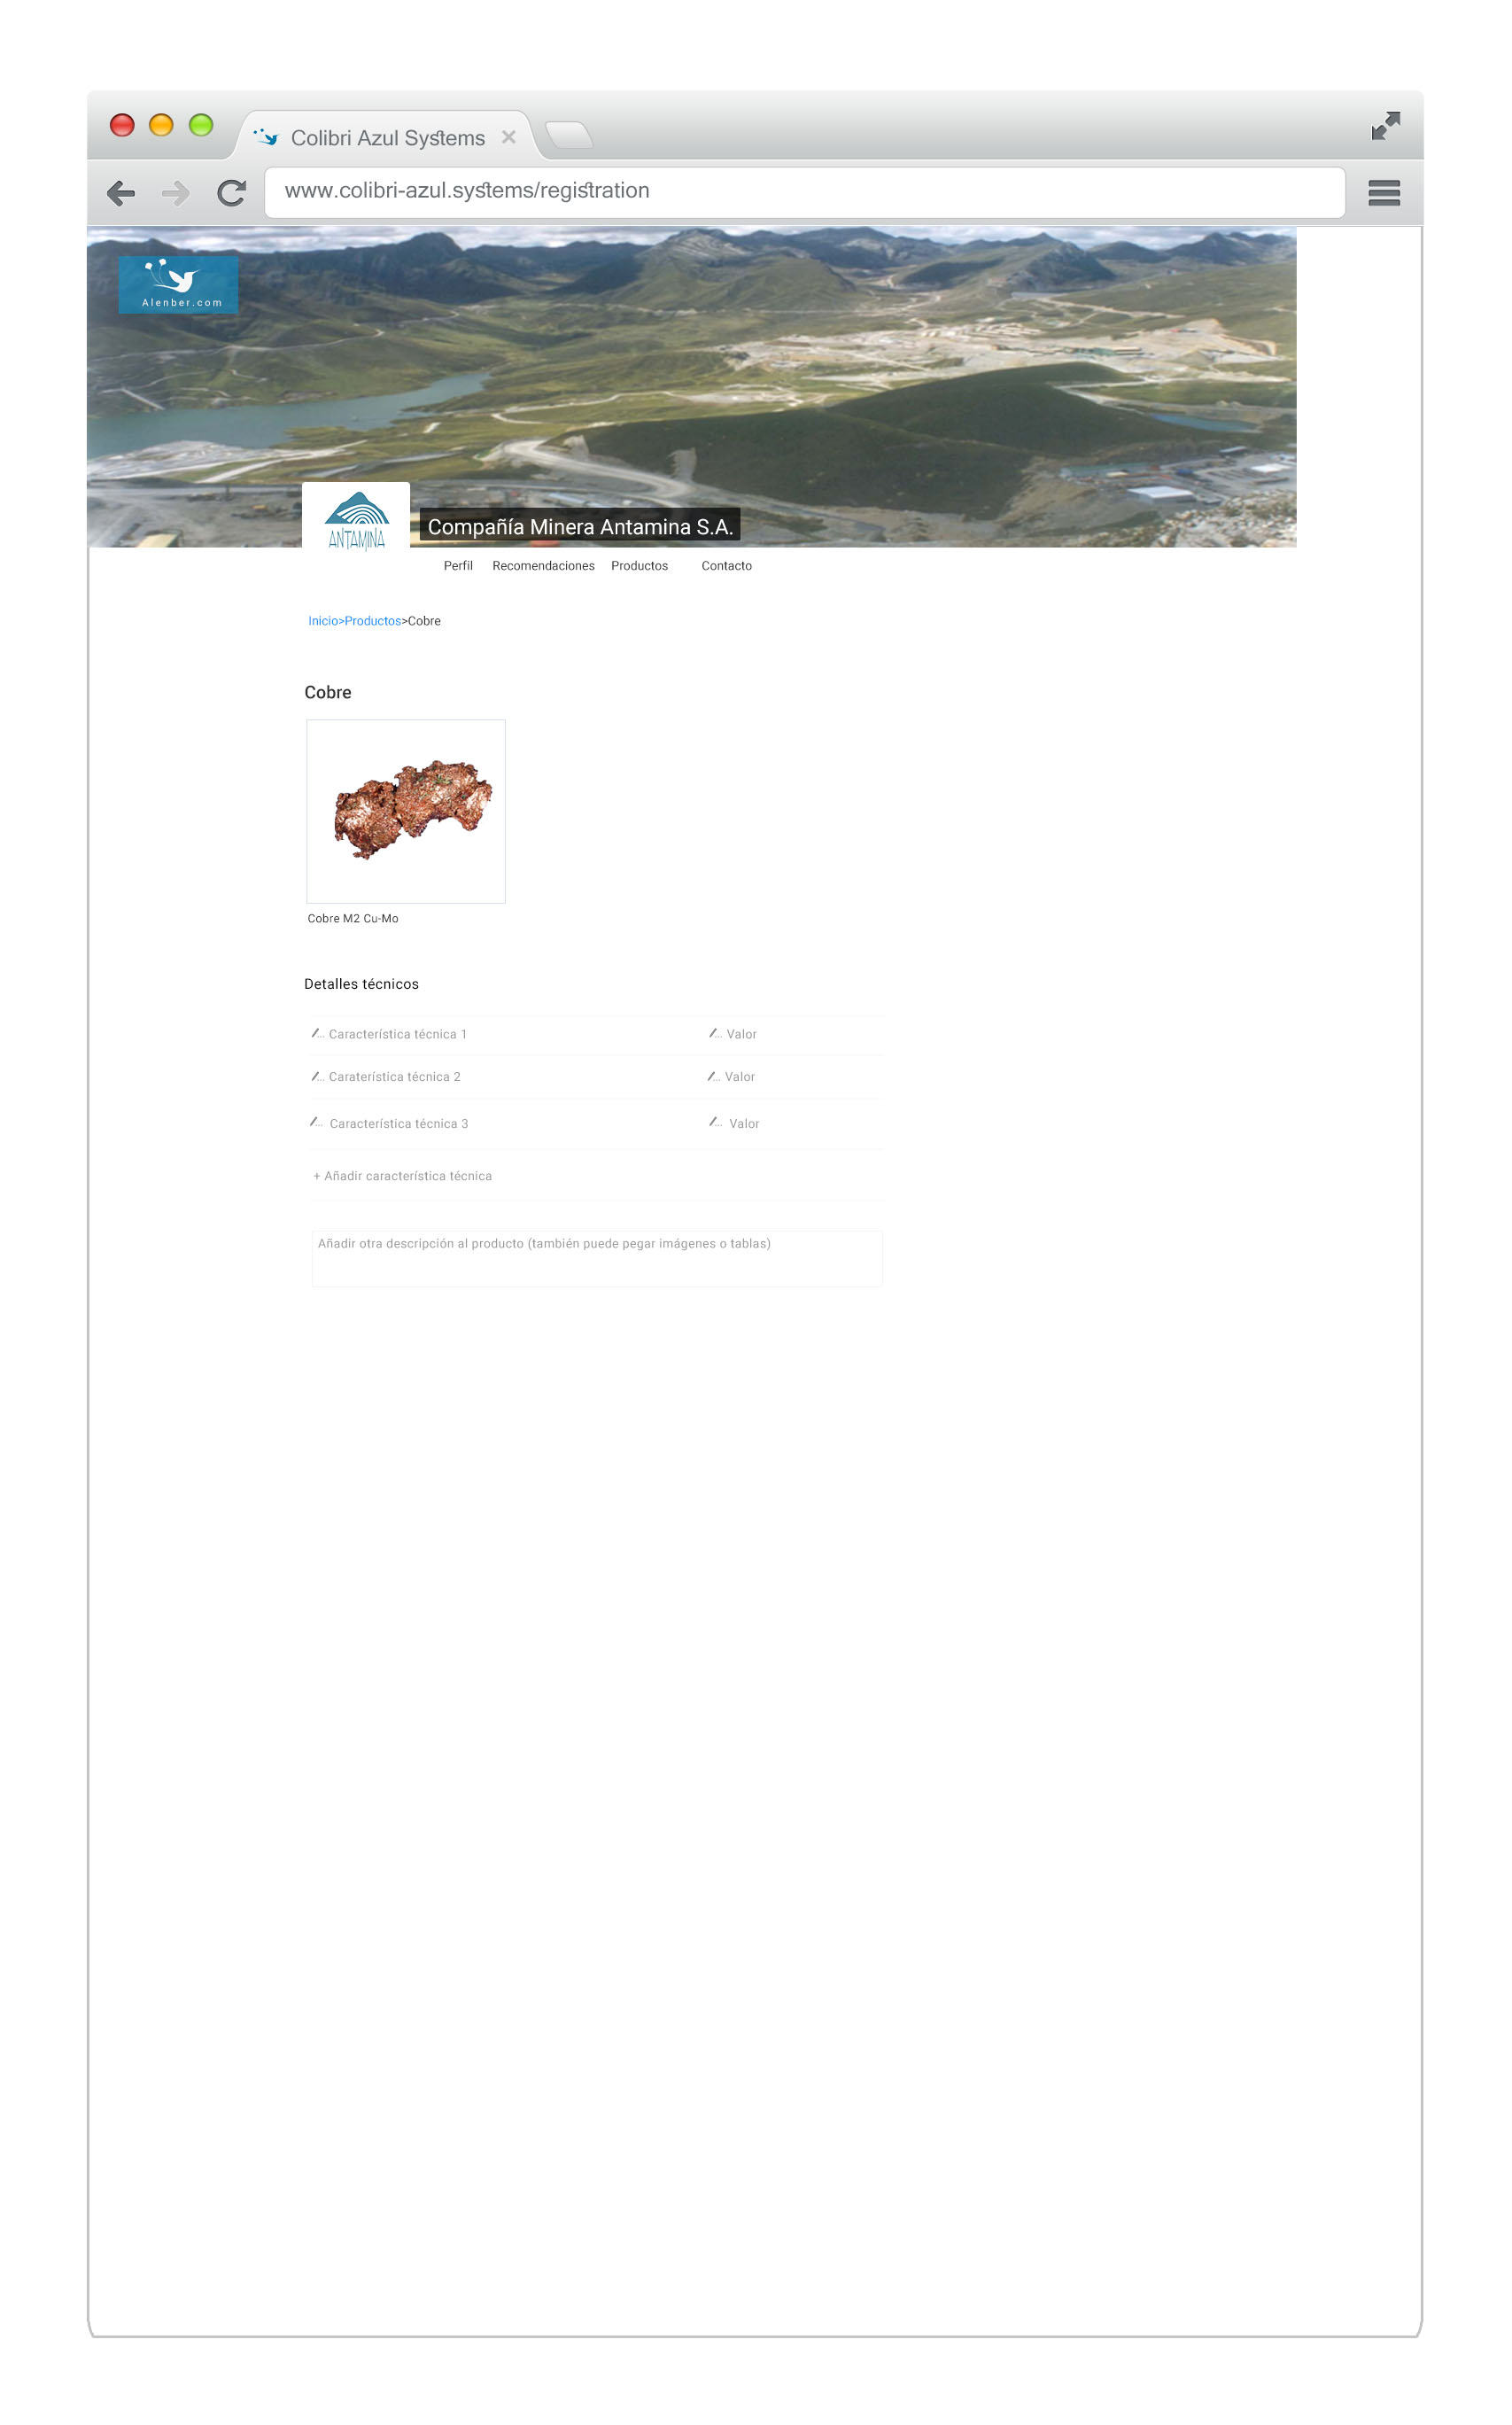 Colibri Azul Systems
www.colibri-azul.systems/registration
Alenber.com
ANTAMINA
Compañía Minera Antamina S.A.
Perfil Recomendaciones Productos Contacto
Inicio>Productos>Cobre
Cobre
Cobre M2 Cu-Mo
Detalles técnicos
... Característica técnica 1 ... Valor
... Caraterística técnica 2 ... Valor
... Característica técnica 3 ... Valor
+ Añadir característica técnica
Añadir otra descripción al producto (también puede pegar imágenes o tablas)